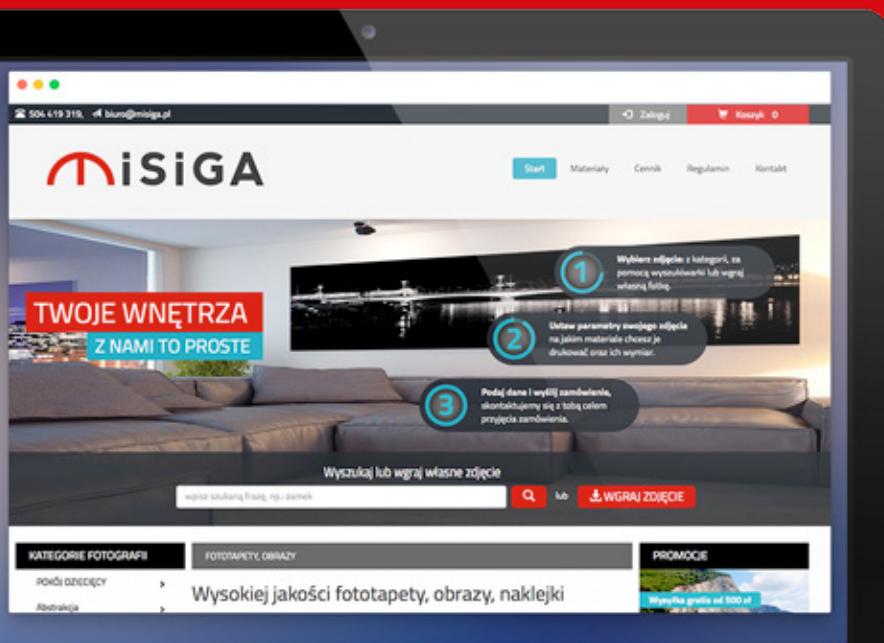 504 419 319, biuro@misiga.pl
Zaloguj
Koszyk 0
MiSiGA
Start Materiały Cennik Regulamin Kontakt
TWOJE WNĘTRZA
Z NAMI TO PROSTE
1
Wybierz zdjęcie: z kategorii, za
pomocą wyszukiwarki lub wgraj
własną fotkę.
2
Ustaw parametry swojego zdjęcia
na jakim materiale chcesz je
drukować oraz ich wymiar.
3
Podaj dane i wyślij zamówienie,
skontaktujemy się z tobą celem
przyjęcia zamówienia.
Wyszukaj lub wgraj własne zdjęcie
wpisz szukaną frazę, np.: zamek
lub
WGRAJ ZDJĘCIE
KATEGORIE FOTOGRAFII
POKÓJ DZIECIĘCY
Abstrakcja
FOTOTAPETY, OBRAZY
Wysokiej jakości fototapety, obrazy, naklejki
PROMOCJE
Wysyłka gratis od 500 zł